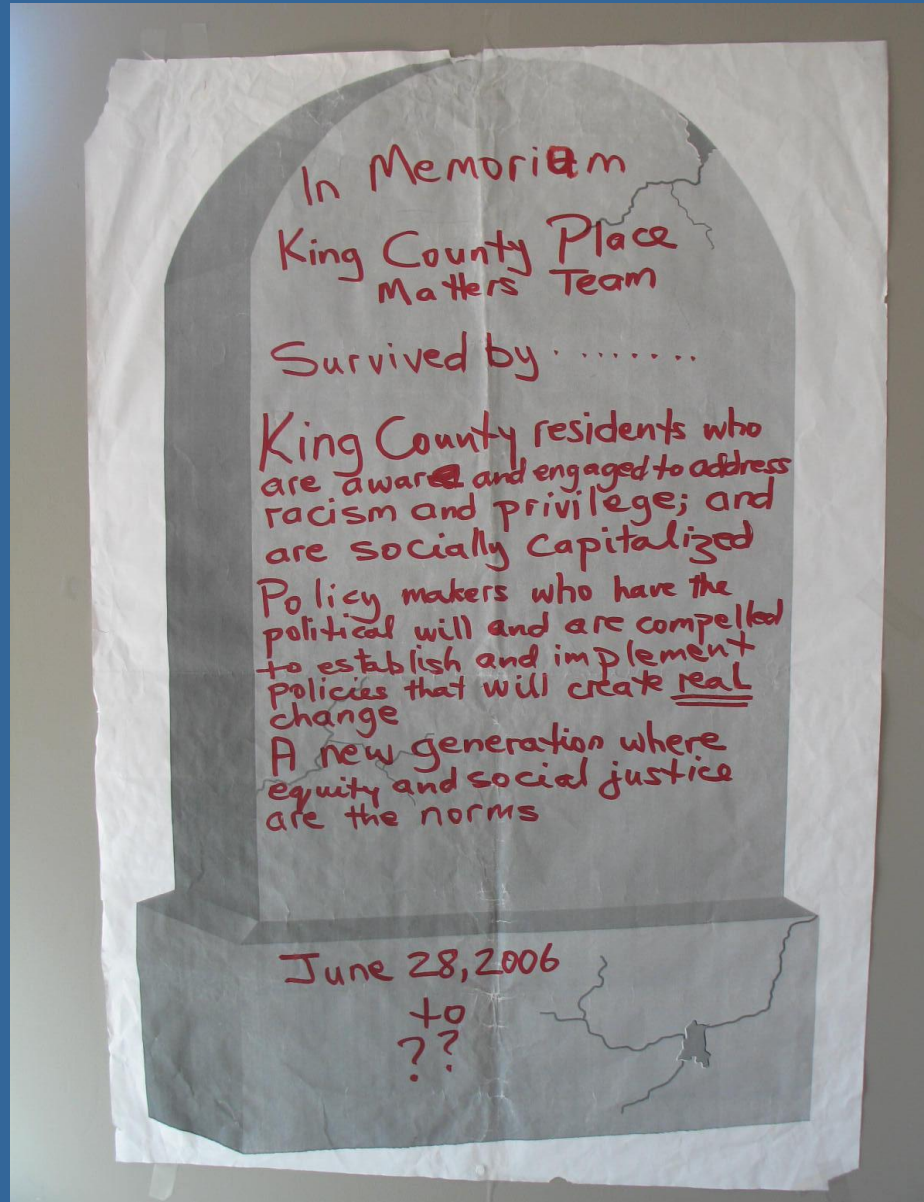 In Memoriam
King County Place
Matters Team
Survived by ........
King County residents who
are aware and engaged to address
racism and privilege; and
are socially capitalized
Policy makers who have the
political will and are compelled
to establish and implement
policies that will create real
change
A new generation where
equity and social justice
are the norms
June 28, 2006
to
??